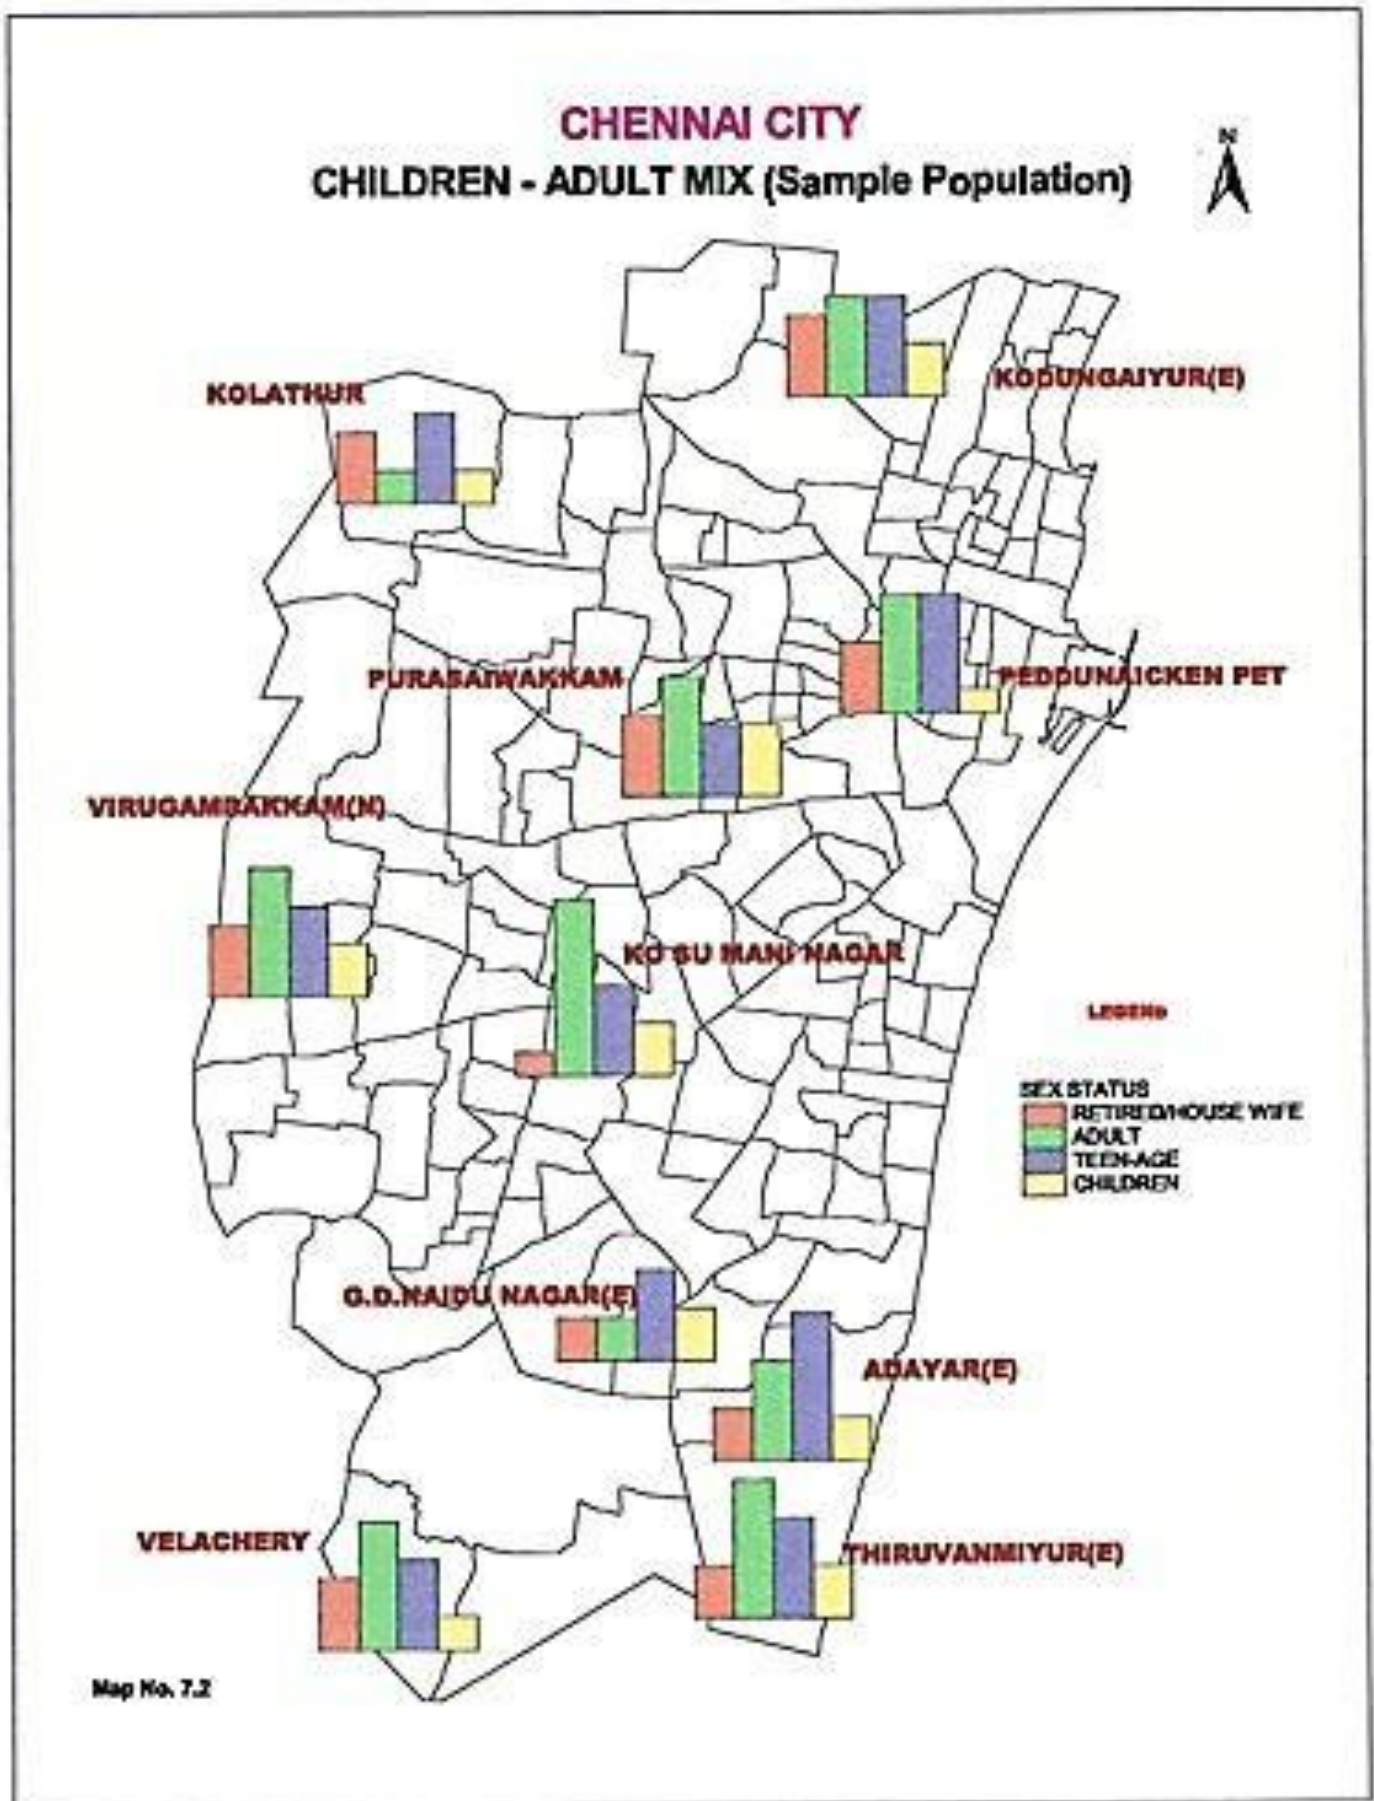 CHENNAI CITY
CHILDREN - ADULT MIX (Sample Population)
N
KODUNGAIYUR(E)
KOLATHUR
PURASAIWAKKAM
PEDDUNAICKEN PET
VIRUGAMBAKKAM(N)
KO SU MANI NAGAR
LEGEND
SEX STATUS
RETIRED/HOUSE WIFE
ADULT
TEEN-AGE
CHILDREN
G.D.NAIDU NAGAR(E)
ADAYAR(E)
VELACHERY
THIRUVANMIYUR(E)
Map No. 7.2